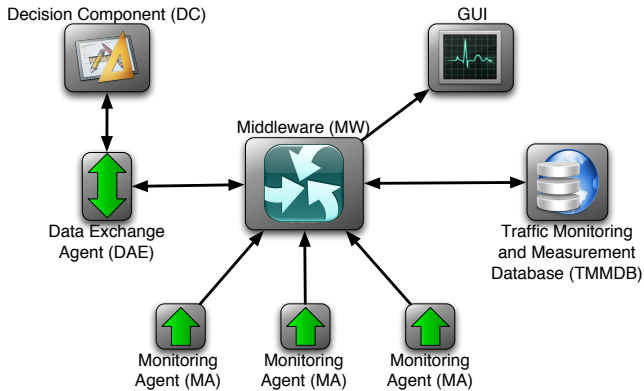 Decision Component (DC)
GUI
Middleware (MW)
Data Exchange
Agent (DAE)
Traffic Monitoring
and Measurement
Database (TMMDB)
Monitoring
Agent (MA)
Monitoring
Agent (MA)
Monitoring
Agent (MA)